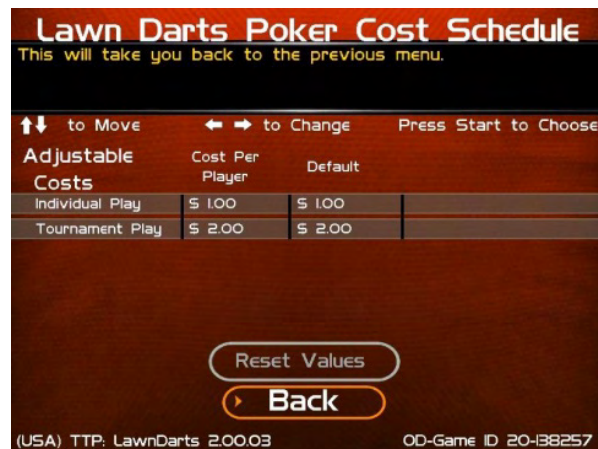 Lawn Darts Poker Cost Schedule
This will take you back to the previous menu.
to Move to Change Press Start to Choose
Adjustable Costs Cost Per Player Default
Individual Play $ 1.00 $ 1.00
Tournament Play $ 2.00 $ 2.00
Reset Values
Back
(USA) TTP: LawnDarts 2.00.03 OD-Game ID 20-138257